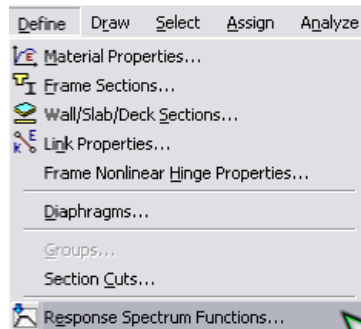 Define Draw Select Assign Analyze
Material Properties...
Frame Sections...
Wall/Slab/Deck Sections...
Link Properties...
Frame Nonlinear Hinge Properties...
Diaphragms...
Groups...
Section Cuts...
Response Spectrum Functions...